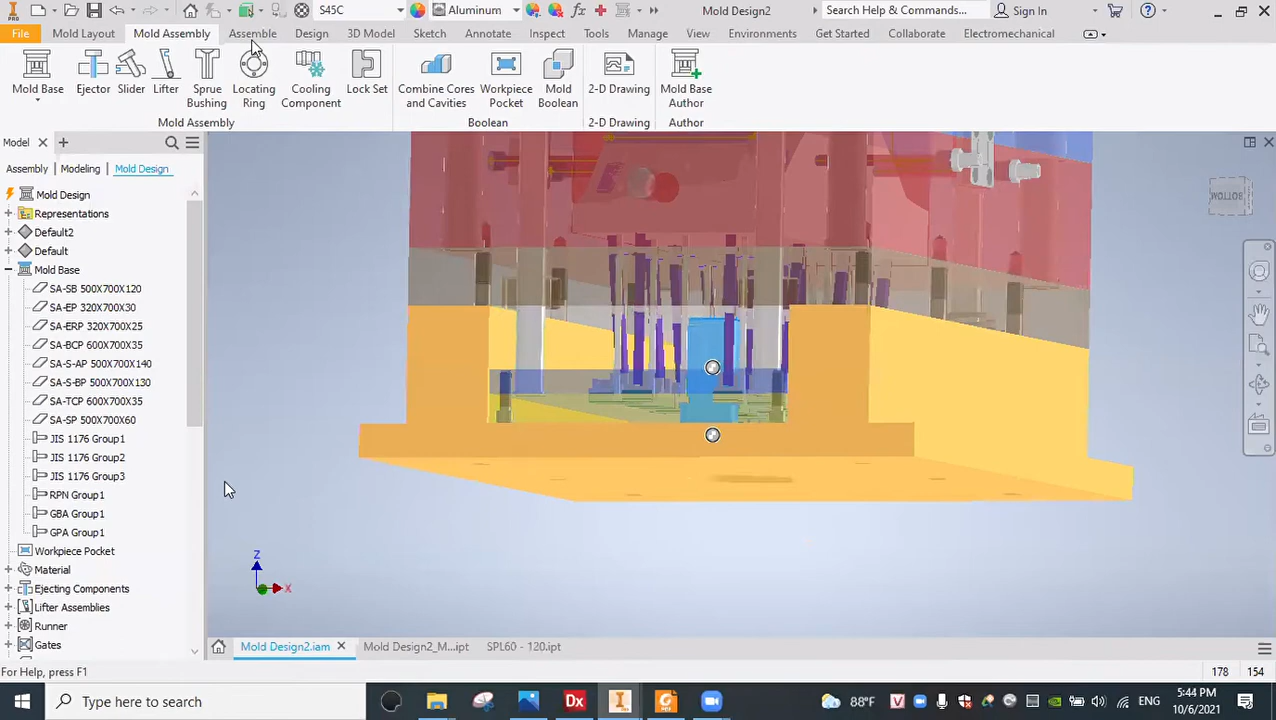 S45C Aluminum Mold Design2 Search Help & Commands... Sign In
File Mold Layout Mold Assembly Assemble Design 3D Model Sketch Annotate Inspect Tools Manage View Environments Get Started Collaborate Electromechanical
Mold Base Ejector Slider Lifter Sprue Bushing Locating Ring Cooling Component Lock Set Combine Cores and Cavities Workpiece Pocket Mold Boolean 2-D Drawing Mold Base Author
Mold Assembly Boolean 2-D Drawing Author
Model
Assembly Modeling Mold Design
Mold Design
Representations
Default2
Default
Mold Base
SA-SB 500X700X120
SA-EP 320X700X30
SA-ERP 320X700X25
SA-BCP 600X700X35
SA-S-AP 500X700X140
SA-S-BP 500X700X130
SA-TCP 600X700X35
SA-SP 500X700X60
JIS 1176 Group1
JIS 1176 Group2
JIS 1176 Group3
RPN Group1
GBA Group1
GPA Group1
Workpiece Pocket
Material
Ejecting Components
Lifter Assemblies
Runner
Gates
BOTTOM
Z
X
Mold Design2.iam Mold Design2_M...ipt SPL60 - 120.ipt
For Help, press F1 178 154
Type here to search 88°F ENG 5:44 PM
10/6/2021